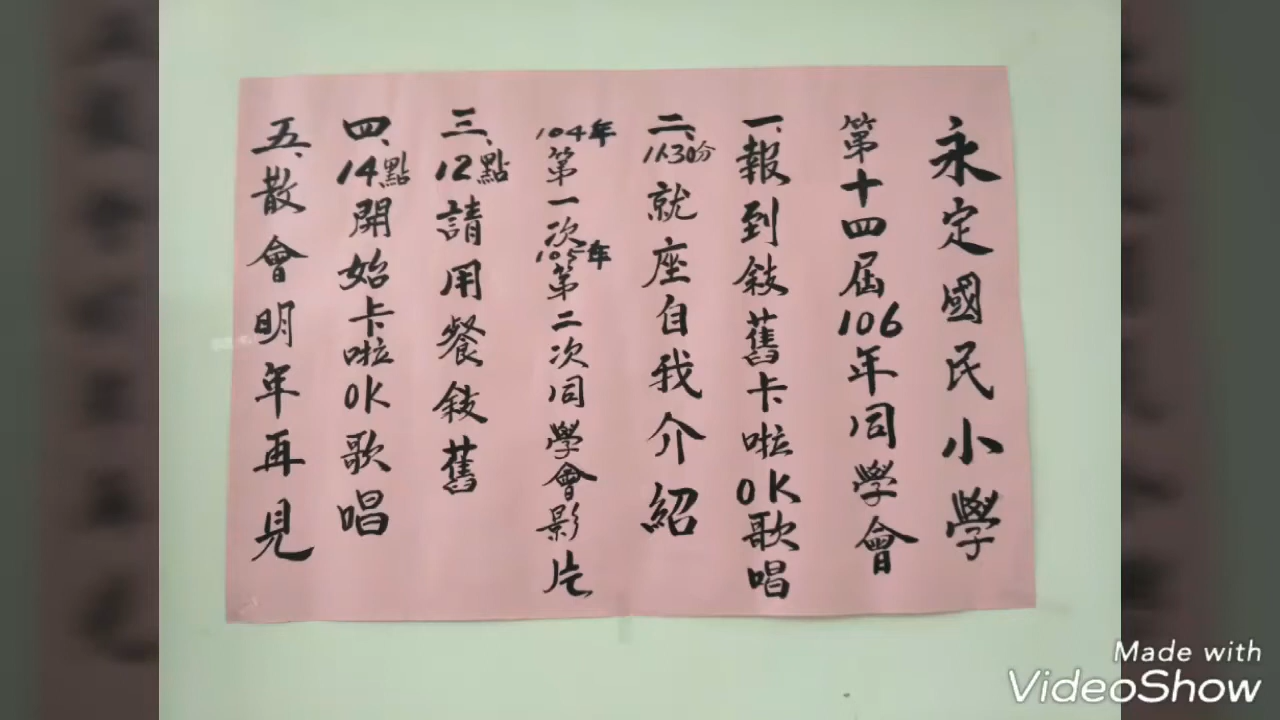 永定國民小學
第十四屆106年同學會
一、報到敍舊卡啦OK歌唱
二、11:30分就座自我介紹
104年第一次105年第二次同學會影片
三、12點請用餐敍舊
四、14點開始卡啦OK歌唱
五、散會明年再見
Made with
VideoShow